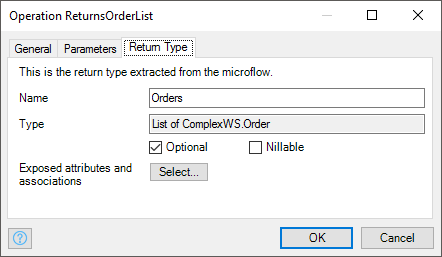 Operation ReturnsOrderList
General Parameters Return Type
This is the return type extracted from the microflow.
Name Orders
Type List of ComplexWS.Order
Optional Nillable
Exposed attributes and
associations Select...
? OK Cancel